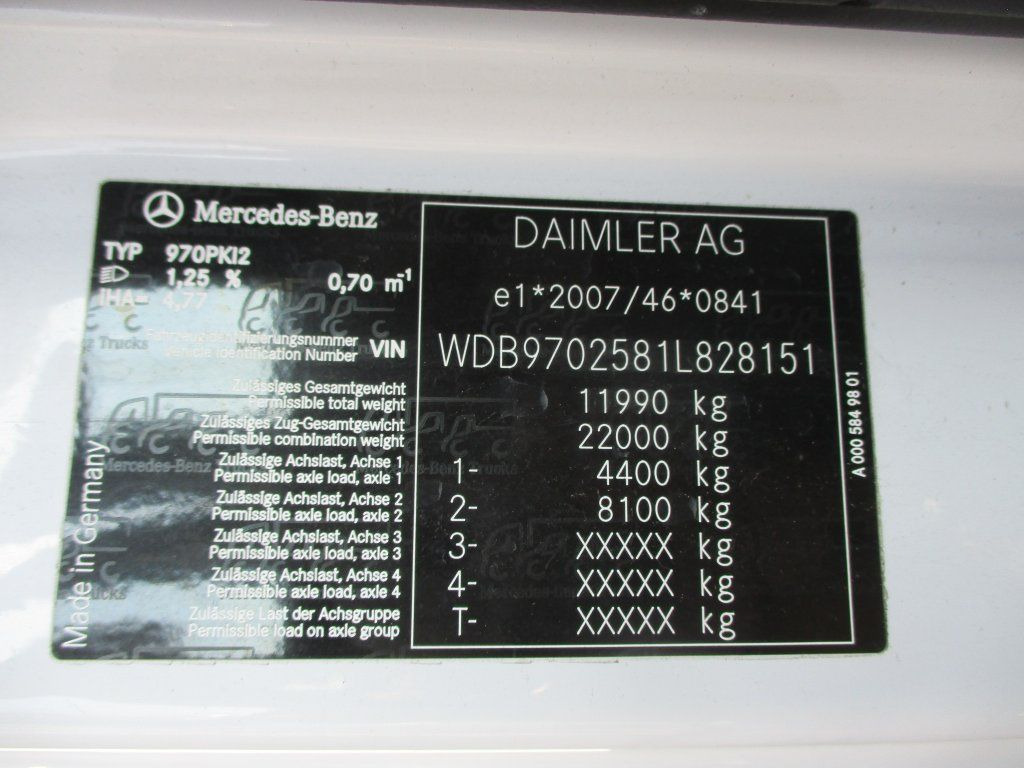 Mercedes-Benz
TYP 970PKI2
1,25 % 0,70 m⁻¹
IHA= 4,77
Fahrzeugidentifizierungsnummer
Vehicle Identification Number VIN
Zulässiges Gesamtgewicht
Permissible total weight
Zulässiges Zug-Gesamtgewicht
Permissible combination weight
Zulässige Achslast, Achse 1
Permissible axle load, axle 1
Zulässige Achslast, Achse 2
Permissible axle load, axle 2
Zulässige Achslast, Achse 3
Permissible axle load, axle 3
Zulässige Achslast, Achse 4
Permissible axle load, axle 4
Zulässige Last der Achsgruppe
Permissible load on axle group
Made in Germany
DAIMLER AG
e1*2007/46*0841
WDB9702581L828151
11990 kg
22000 kg
1- 4400 kg
2- 8100 kg
3- XXXXX kg
4- XXXXX kg
T- XXXXX kg
A 000 584 98 01